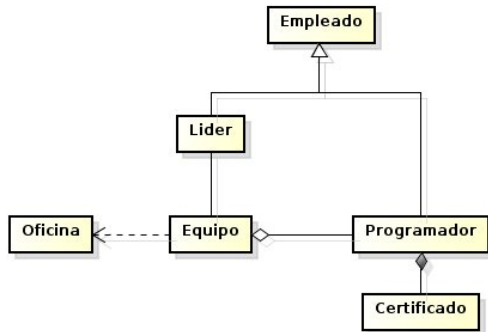 Empleado
Lider
Oficina
Equipo
Programador
Certificado